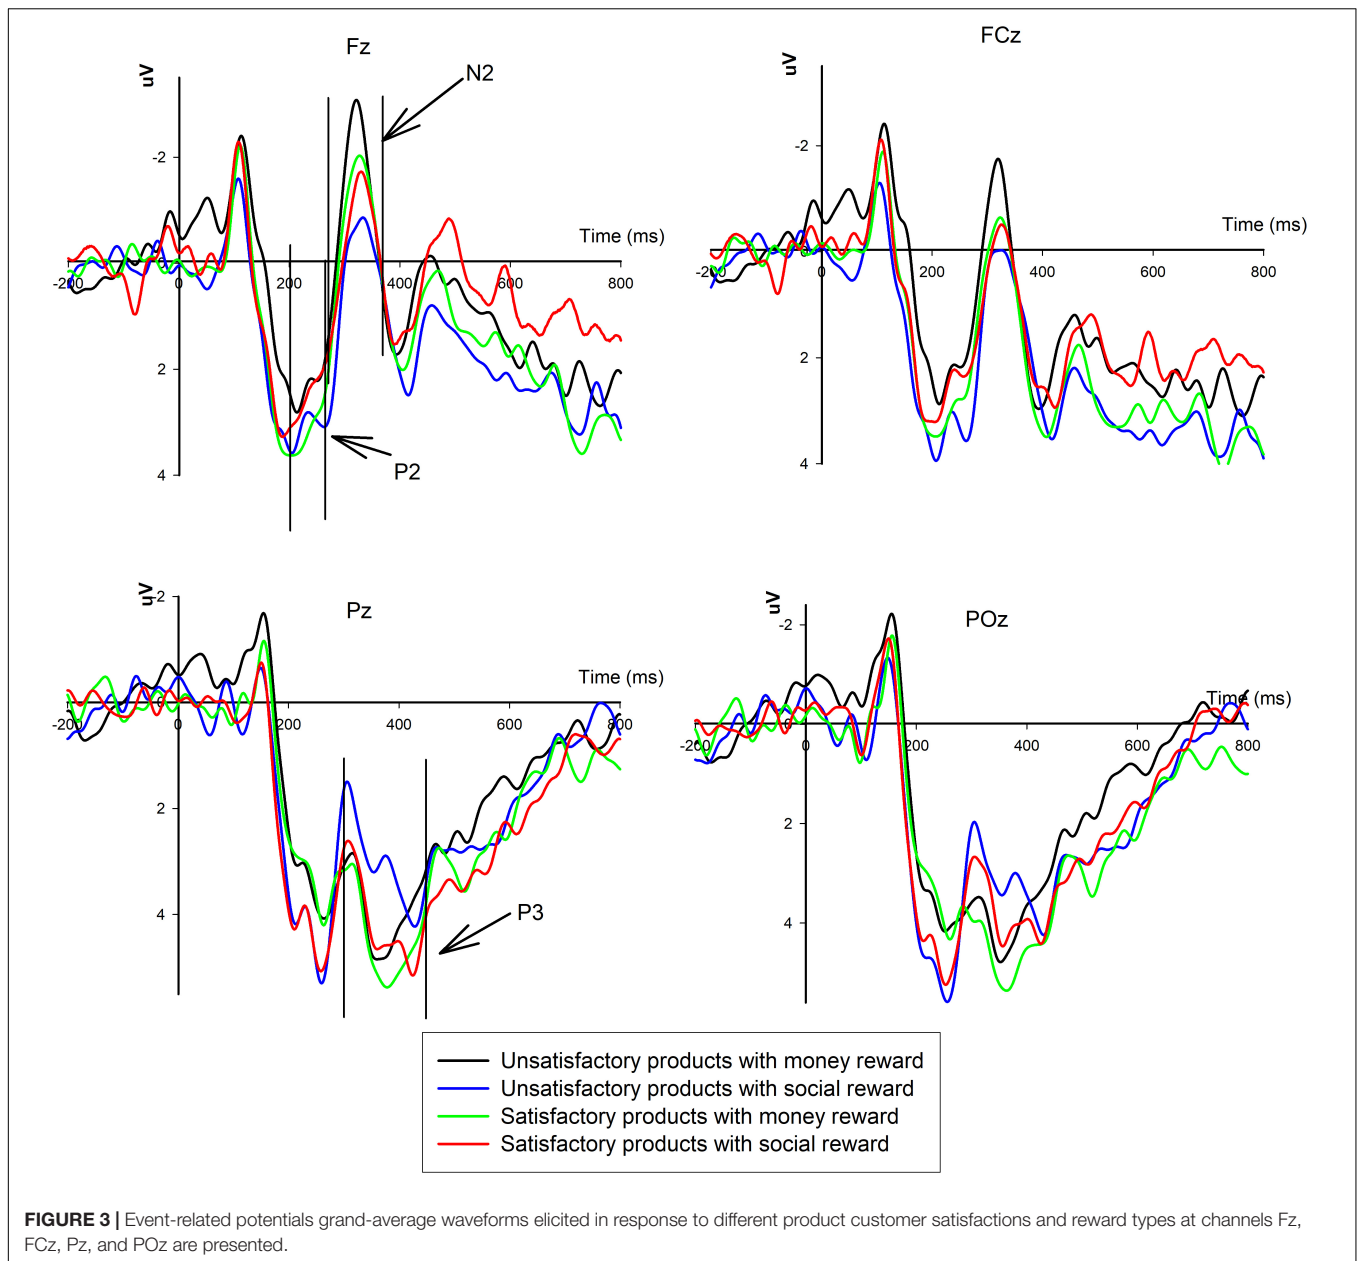 Fz
uV
N2
-2
Time (ms)
-200
0
200
400
600
800
2
4
P2
FCz
uV
-2
Time (ms)
-200
0
200
400
600
800
2
4
Pz
uV
-2
Time (ms)
-200
0
200
400
600
800
2
4
P3
POz
uV
-2
Time (ms)
-200
0
200
400
600
800
2
4
Unsatisfactory products with money reward
Unsatisfactory products with social reward
Satisfactory products with money reward
Satisfactory products with social reward
FIGURE 3 | Event-related potentials grand-average waveforms elicited in response to different product customer satisfactions and reward types at channels Fz,
FCz, Pz, and POz are presented.